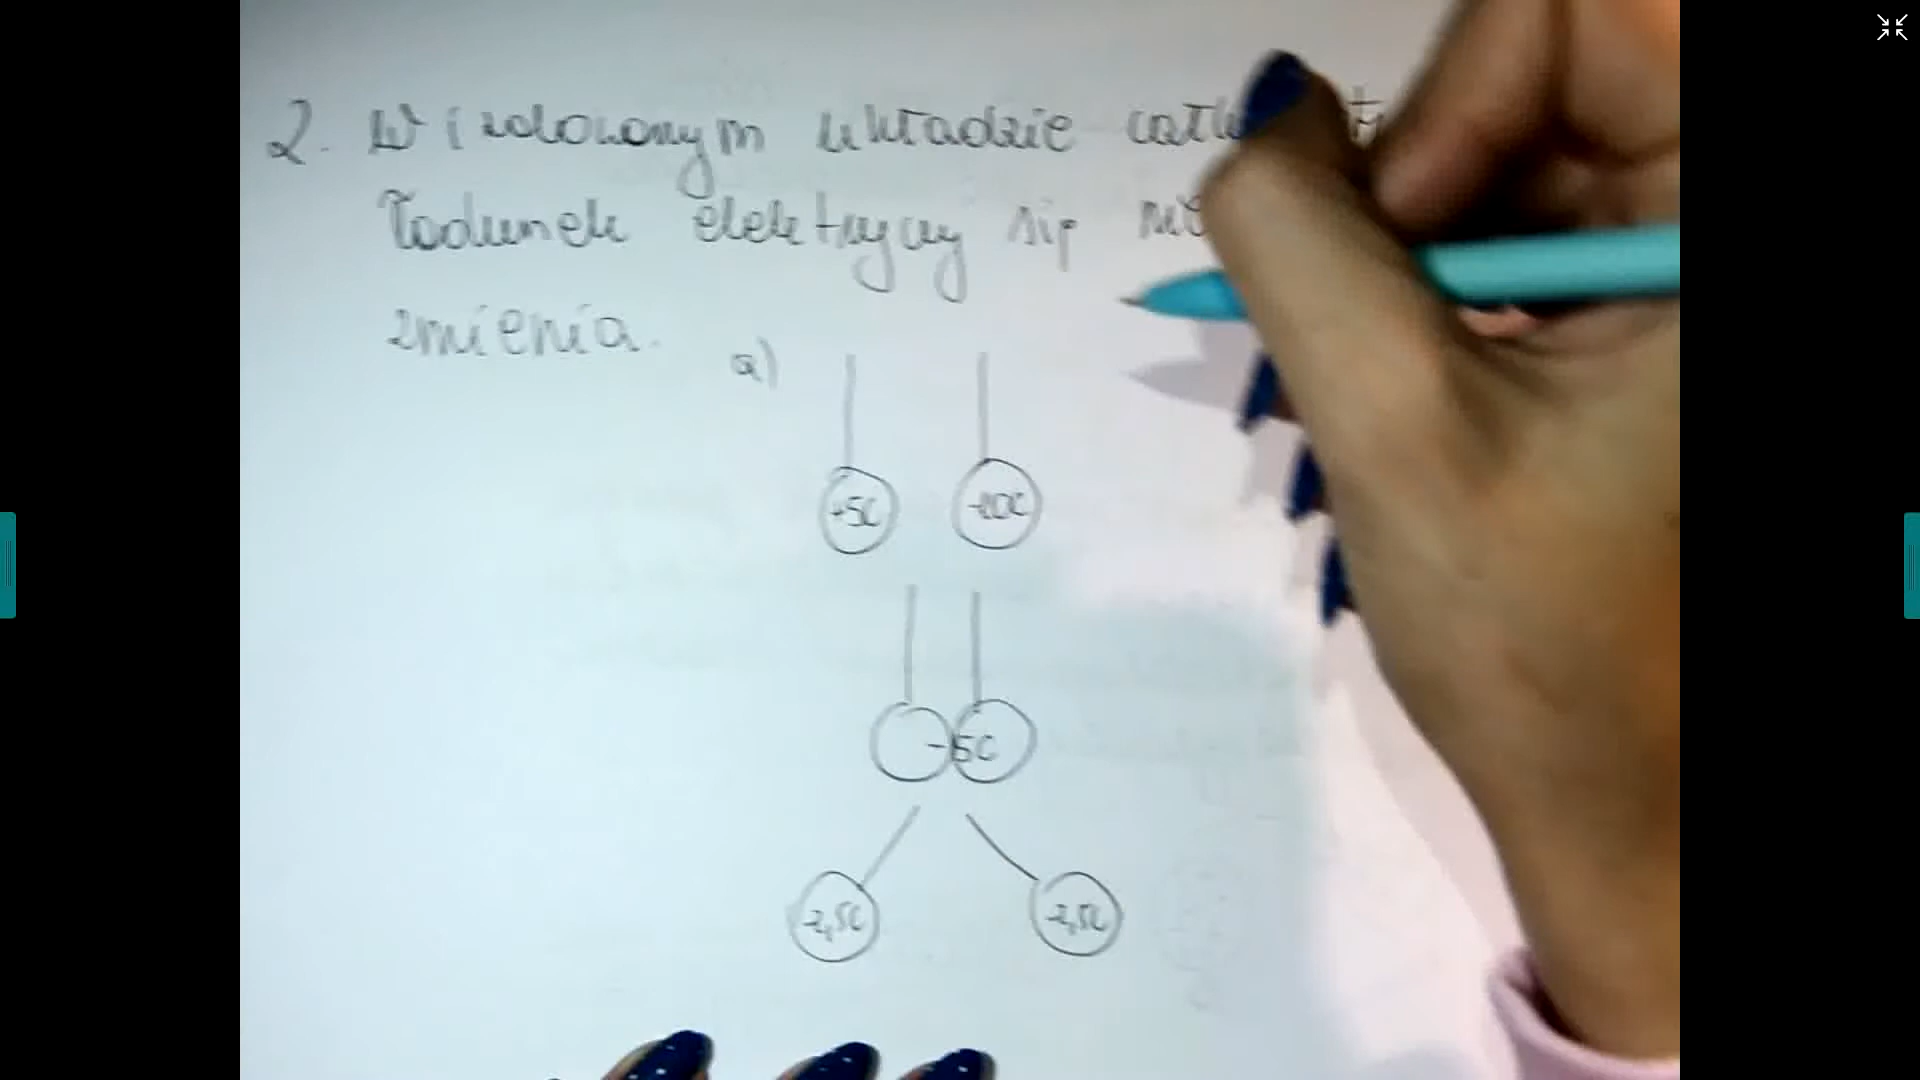 2. W izolowanym układzie
ładunek elektryczny się
zmienia.
a)
+5C -10C
-5C
-2,5C -2,5C